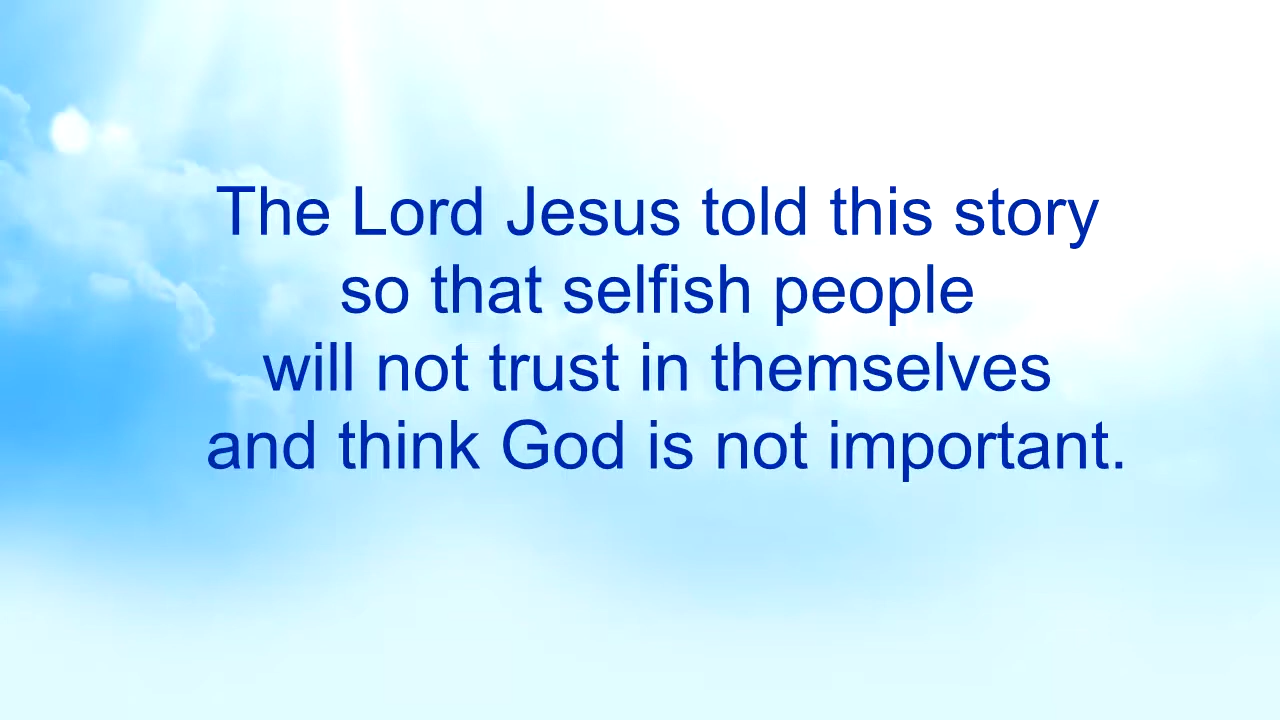 The Lord Jesus told this story
so that selfish people
will not trust in themselves
and think God is not important.